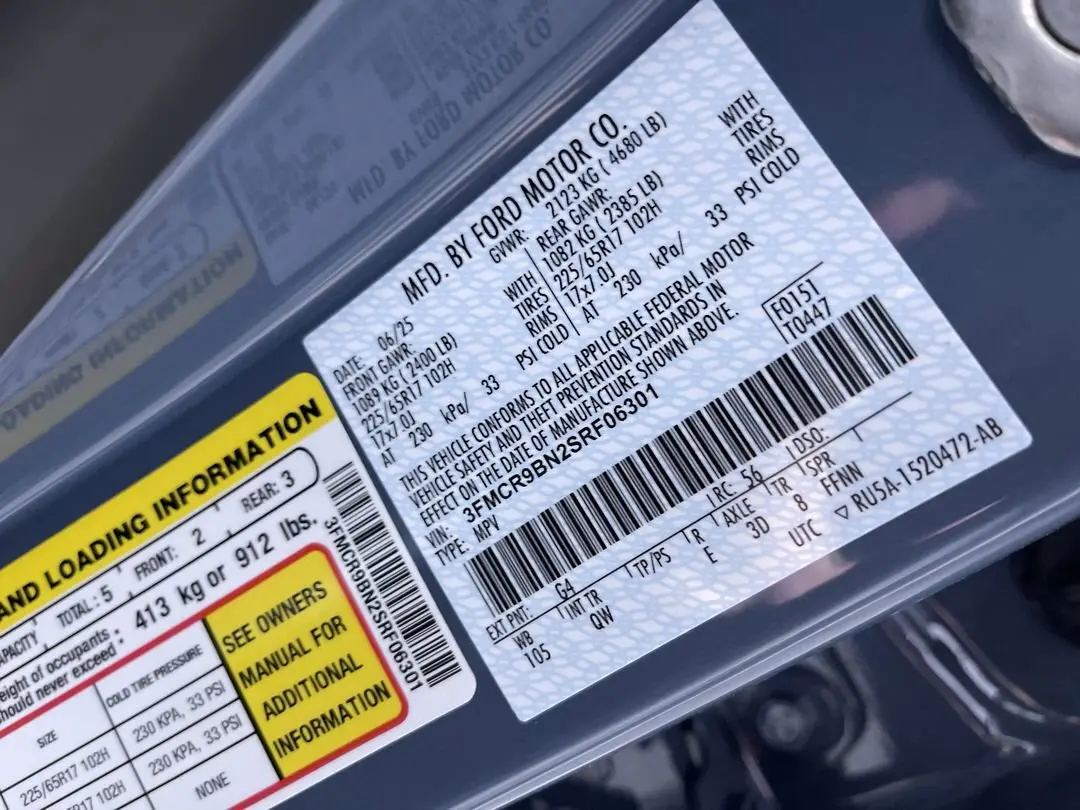 MFD. BY FORD MOTOR CO.
DATE: 06/25
GVWR: 2123 KG ( 4680 LB)
FRONT GAWR:
1089 KG ( 2400 LB)
WITH
225/65R17 102H
TIRES
17x7.0J
RIMS
AT 230 kPa/ 33 PSI COLD
REAR GAWR:
1082 KG ( 2385 LB)
WITH
225/65R17 102H
TIRES
17x7.0J
RIMS
AT 230 kPa/ 33 PSI COLD
THIS VEHICLE CONFORMS TO ALL APPLICABLE FEDERAL MOTOR
VEHICLE SAFETY AND THEFT PREVENTION STANDARDS IN
EFFECT ON THE DATE OF MANUFACTURE SHOWN ABOVE.
VIN: 3FMCR9BN2SRF06301
TYPE: MPV
F0151
T0447
EXT PNT: G4 RC: 56 DSO:
WB INT TR TP/PS R AXLE TR SPR
105 QW E 3D 8 FFNN
UTC ▽ RU5A-1520472-AB
AND LOADING INFORMATION
TOTAL : 5 FRONT: 2 REAR: 3
should never exceed : 413 kg or 912 lbs.
SIZE COLD TIRE PRESSURE
225/65R17 102H 230 KPA, 33 PSI
102H 230 KPA, 33 PSI
NONE
SEE OWNERS
MANUAL FOR
ADDITIONAL
INFORMATION
3FMCR9BN2SRF06301